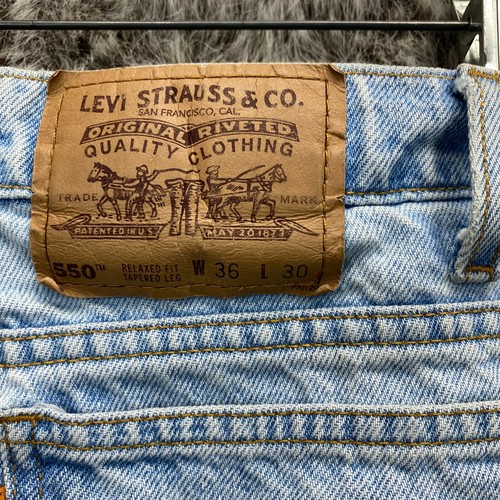 LEVI STRAUSS & CO.
SAN FRANCISCO, CAL.
ORIGINAL RIVETED
QUALITY CLOTHING
TRADE MARK
PATENTED IN U.S. MAY 20 1873
550™ RELAXED FIT W 36 L 30
TAPERED LEG